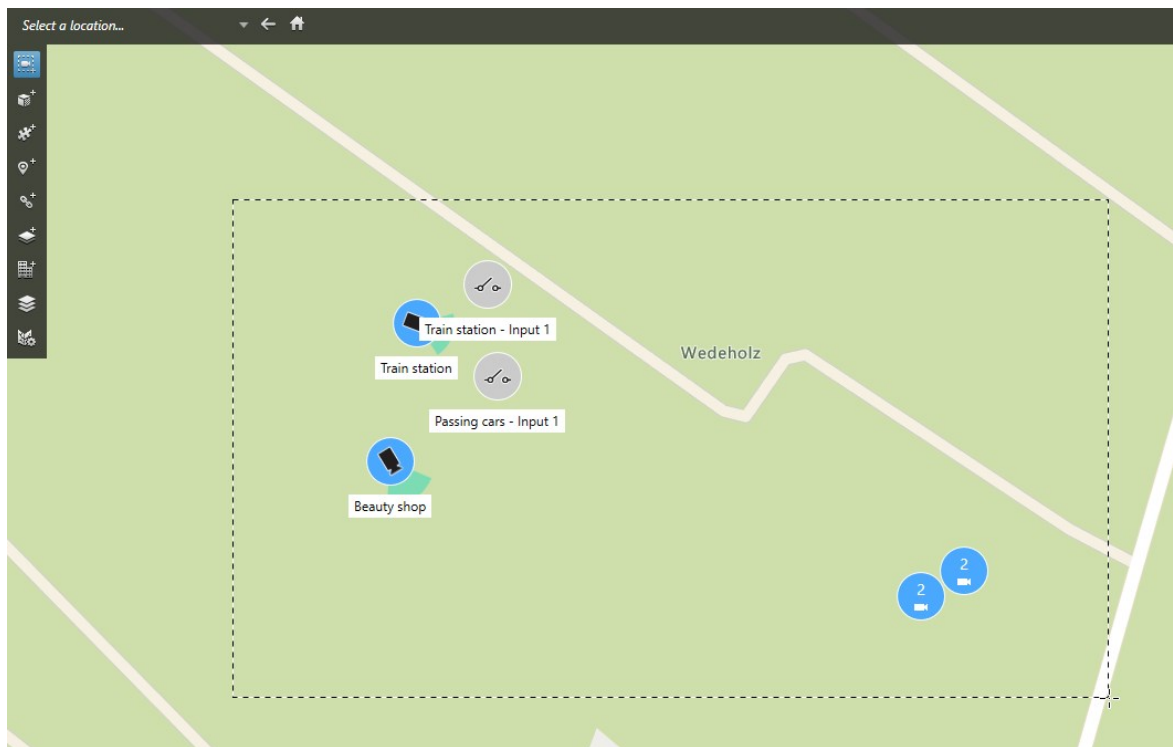 Select a location...
Train station - Input 1
Wedeholz
Train station
Passing cars - Input 1
Beauty shop
2
2